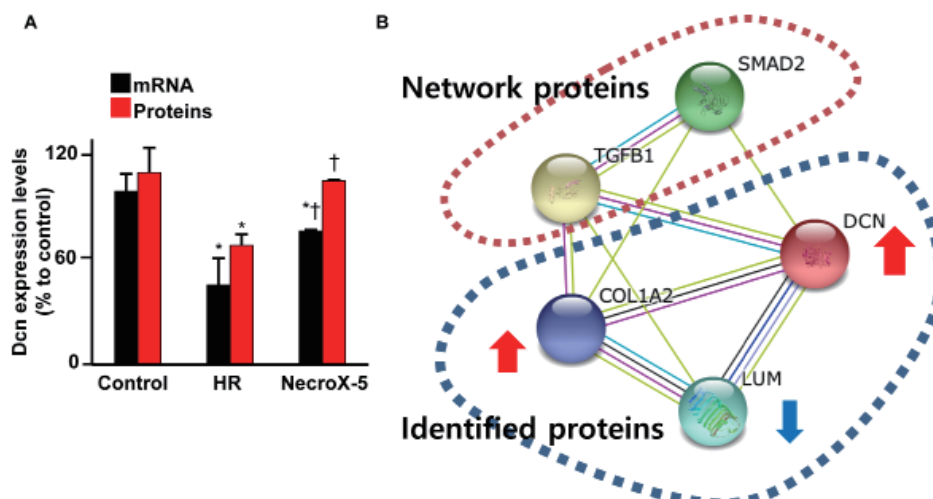 A
mRNA
Proteins
Dcn expression levels
(% to control)
120
60
0
*
*
*†
†
Control
HR
NecroX-5
B
Network proteins
SMAD2
TGFB1
DCN
COL1A2
LUM
Identified proteins